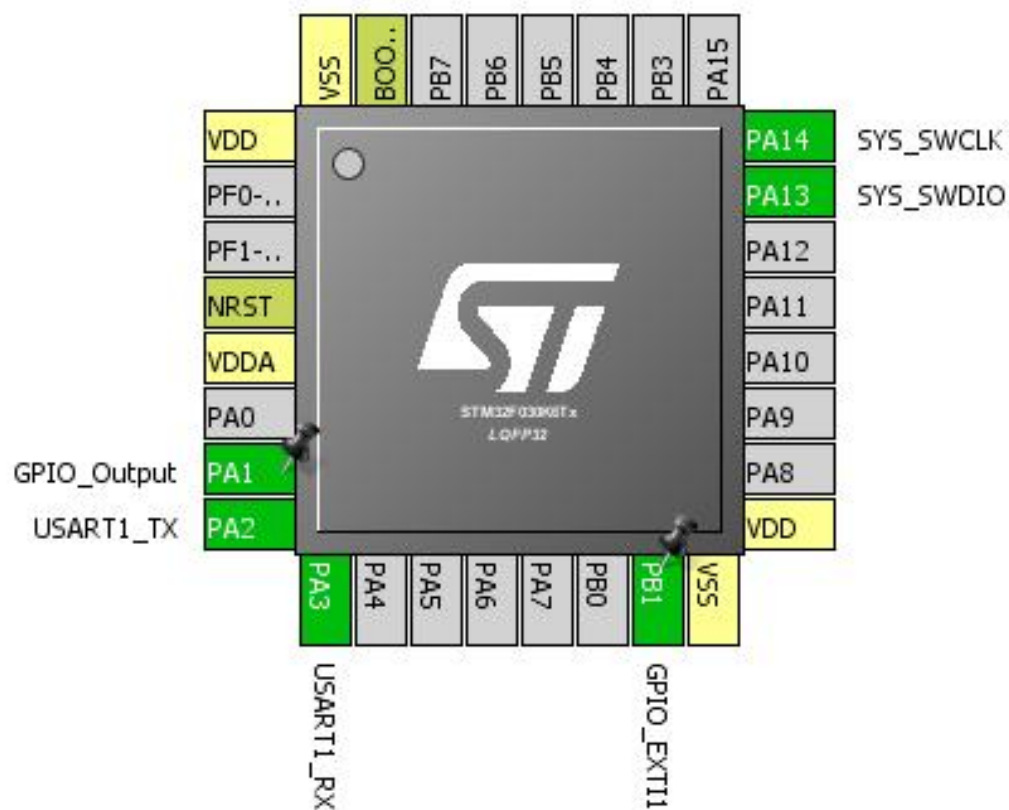 VSS
BOO..
PB7
PB6
PB5
PB4
PB3
PA15
VDD
PF0-..
PF1-..
NRST
VDDA
PA0
GPIO_Output PA1
USART1_TX PA2
PA14 SYS_SWCLK
PA13 SYS_SWDIO
PA12
PA11
PA10
PA9
PA8
VDD
STM32F030K6Tx
LQFP32
PA3
PA4
PA5
PA6
PA7
PB0
PB1
VSS
USART1_RX
GPIO_EXTI1